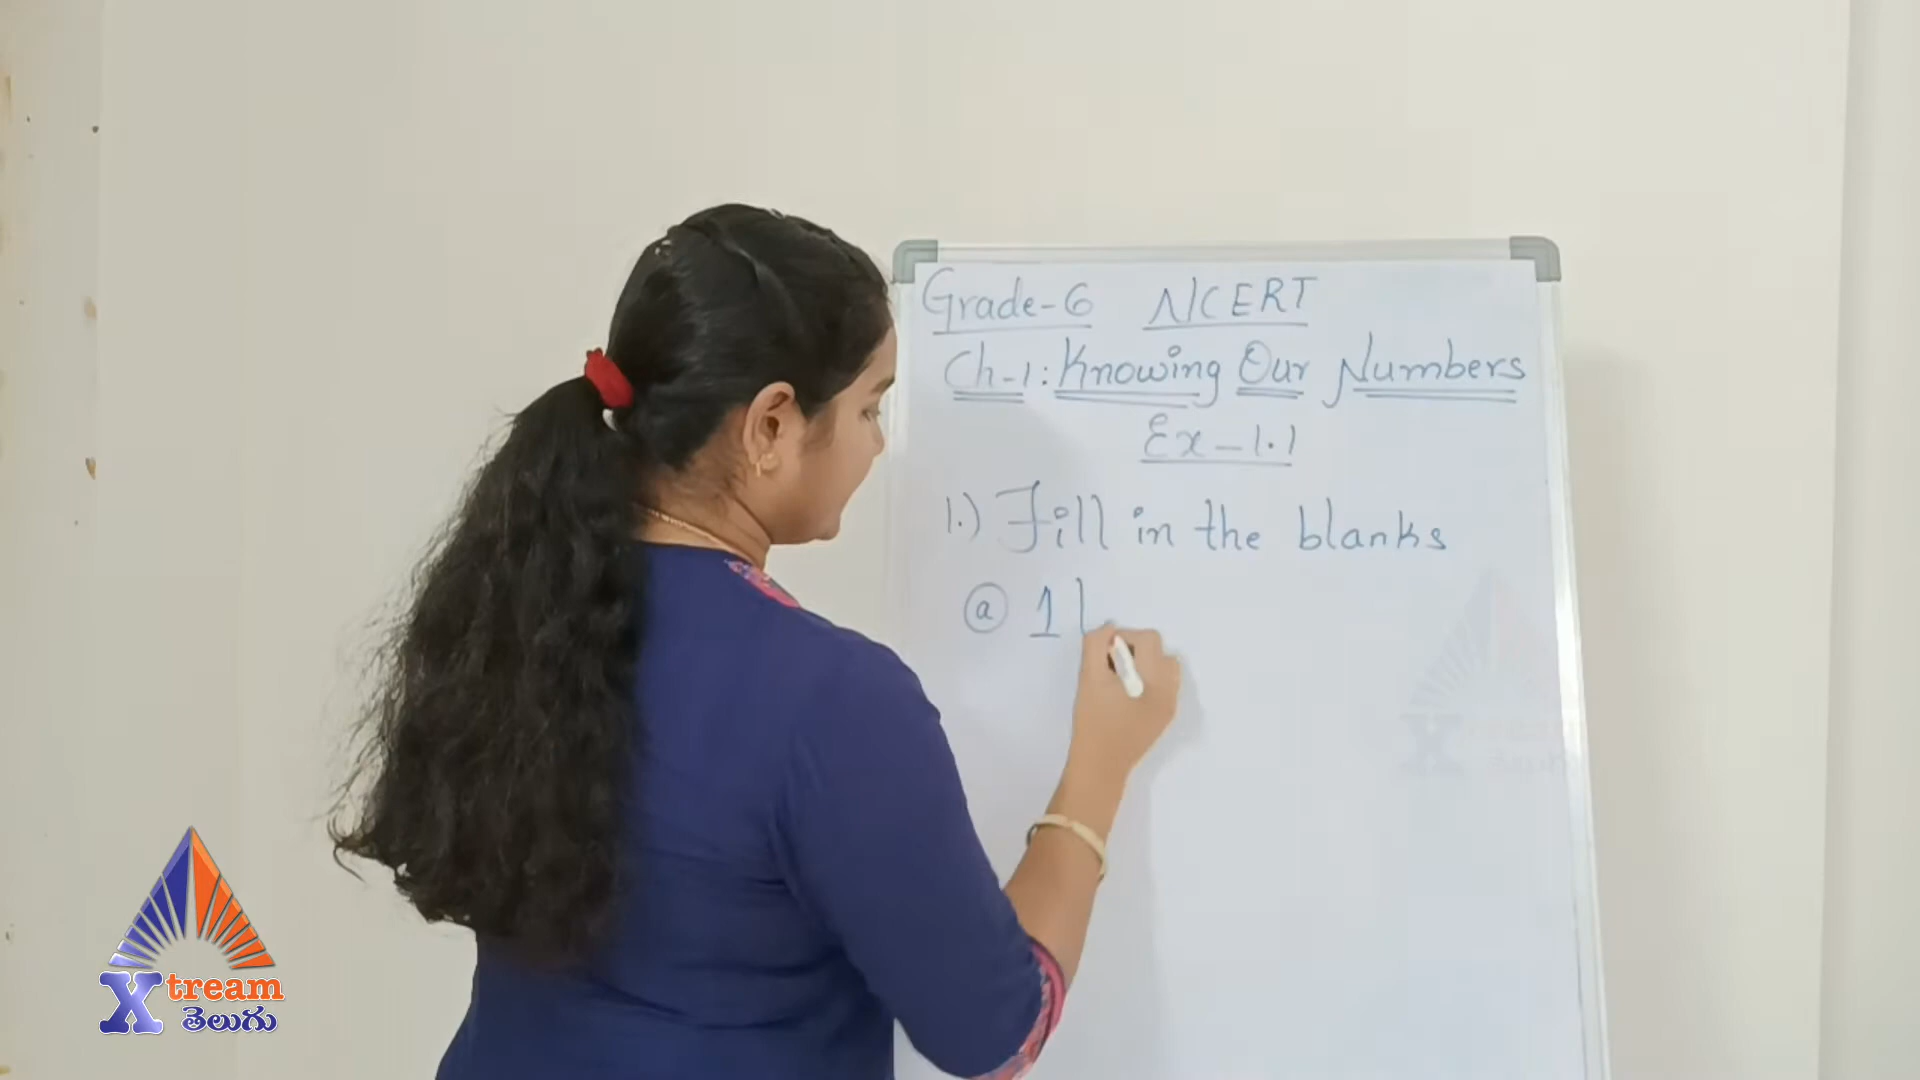 Grade-6 NCERT
Ch-1: Knowing Our Numbers
Ex-1.1
1.) Fill in the blanks
ⓐ 1 l
Xtream
తెలుగు